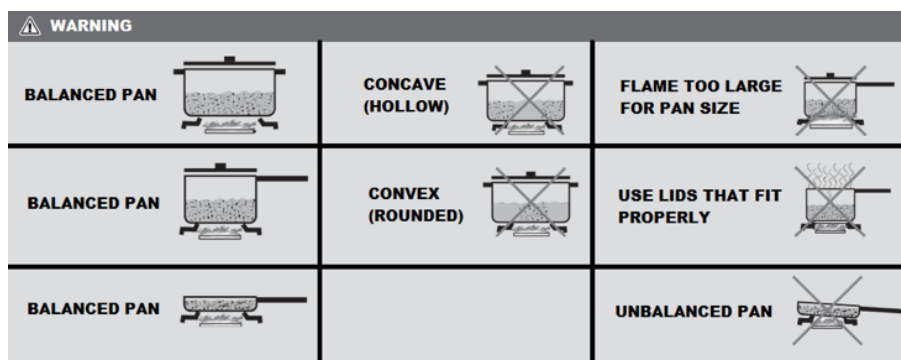 WARNING
BALANCED PAN
CONCAVE
(HOLLOW)
FLAME TOO LARGE
FOR PAN SIZE
BALANCED PAN
CONVEX
(ROUNDED)
USE LIDS THAT FIT
PROPERLY
BALANCED PAN
UNBALANCED PAN